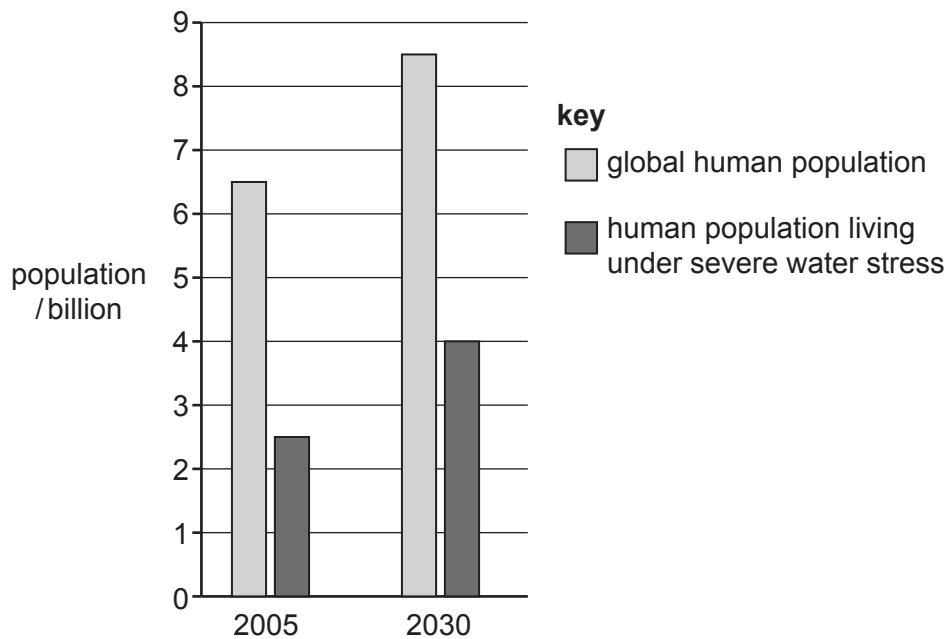 9
8
7
6
5
4
3
2
1
0
population
/ billion
2005
2030
key
global human population
human population living
under severe water stress